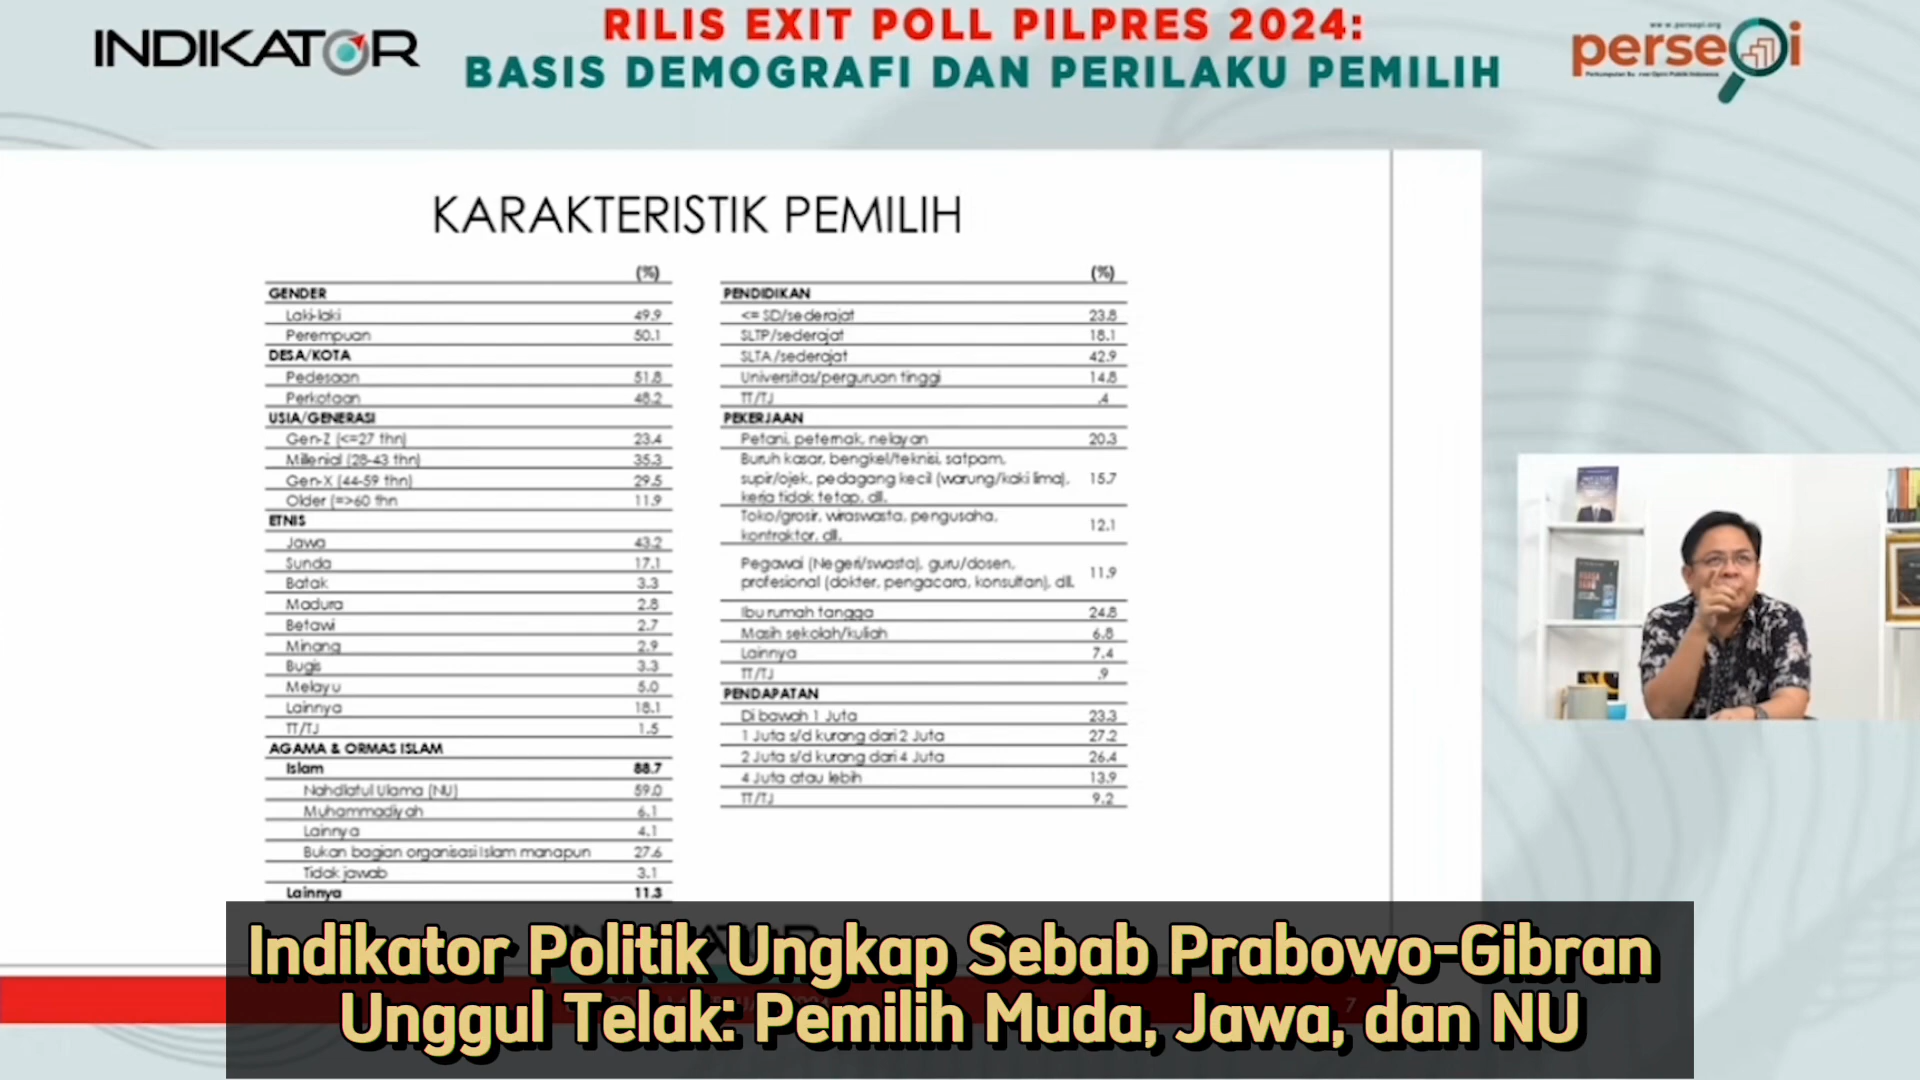 INDIKATOR
RILIS EXIT POLL PILPRES 2024:
BASIS DEMOGRAFI DAN PERILAKU PEMILIH
www.persepi.org
persepi
KARAKTERISTIK PEMILIH
(%)
GENDER
Laki-laki 49.9
Perempuan 50.1
DESA/KOTA
Pedesaan 51.8
Perkotaan 48.2
USIA/GENERASI
Gen-Z (<=27 thn) 23.4
Millenial (28-43 thn) 35.3
Gen-X (44-59 thn) 29.5
Older (=>60 thn 11.9
ETNIS
Jawa 43.2
Sunda 17.1
Batak 3.3
Madura 2.8
Betawi 2.7
Minang 2.9
Bugis 3.3
Melayu 5.0
Lainnya 18.1
TT/TJ 1.5
AGAMA & ORMAS ISLAM
Islam 88.7
Nahdlatul Ulama (NU) 59.0
Muhammadiyah 6.1
Lainnya 4.1
Bukan bagian organisasi Islam manapun 27.6
Tidak jawab 3.1
Lainnya 11.3
(%)
PENDIDIKAN
<= SD/sederajat 23.8
SLTP/sederajat 18.1
SLTA/sederajat 42.9
Universitas/perguruan tinggi 14.8
TT/TJ .4
PEKERJAAN
Petani, peternak, nelayan 20.3
Buruh kasar, bengkel/teknisi, satpam,
supir/ojek, pedagang kecil (warung/kaki lima), 15.7
kerja tidak tetap, dll.
Toko/grosir, wiraswasta, pengusaha,
kontraktor, dll. 12.1
Pegawai (Negeri/swasta), guru/dosen,
profesional (dokter, pengacara, konsultan), dll. 11.9
Ibu rumah tangga 24.8
Masih sekolah/kuliah 6.8
Lainnya 7.4
TT/TJ .9
PENDAPATAN
Di bawah 1 Juta 23.3
1 Juta s/d kurang dari 2 Juta 27.2
2 Juta s/d kurang dari 4 Juta 26.4
4 Juta atau lebih 13.9
TT/TJ 9.2
7
Indikator Politik Ungkap Sebab Prabowo-Gibran
Unggul Telak: Pemilih Muda, Jawa, dan NU